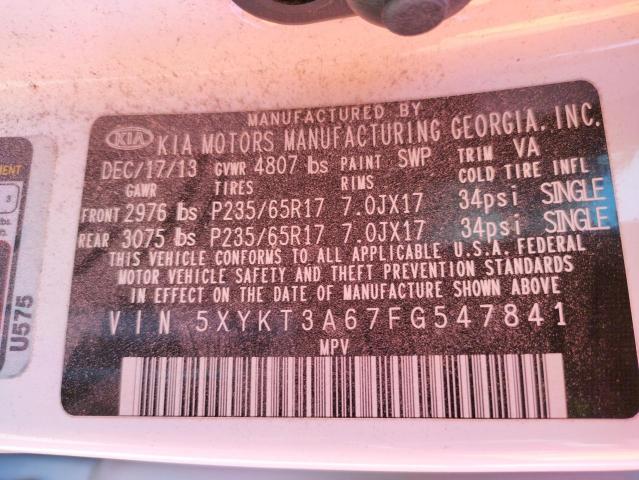 MANUFACTURED BY
KIA KIA MOTORS MANUFACTURING GEORGIA, INC.
DEC/17/13 GVWR 4807 lbs PAINT SWP TRIM VA
GAWR TIRES RIMS COLD TIRE INFL
FRONT 2976 lbs P235/65R17 7.0JX17 34psi SINGLE
REAR 3075 lbs P235/65R17 7.0JX17 34psi SINGLE
THIS VEHICLE CONFORMS TO ALL APPLICABLE U.S.A. FEDERAL
MOTOR VEHICLE SAFETY AND THEFT PREVENTION STANDARDS
IN EFFECT ON THE DATE OF MANUFACTURE SHOWN ABOVE
VIN 5XYKT3A67FG547841
MPV
U575